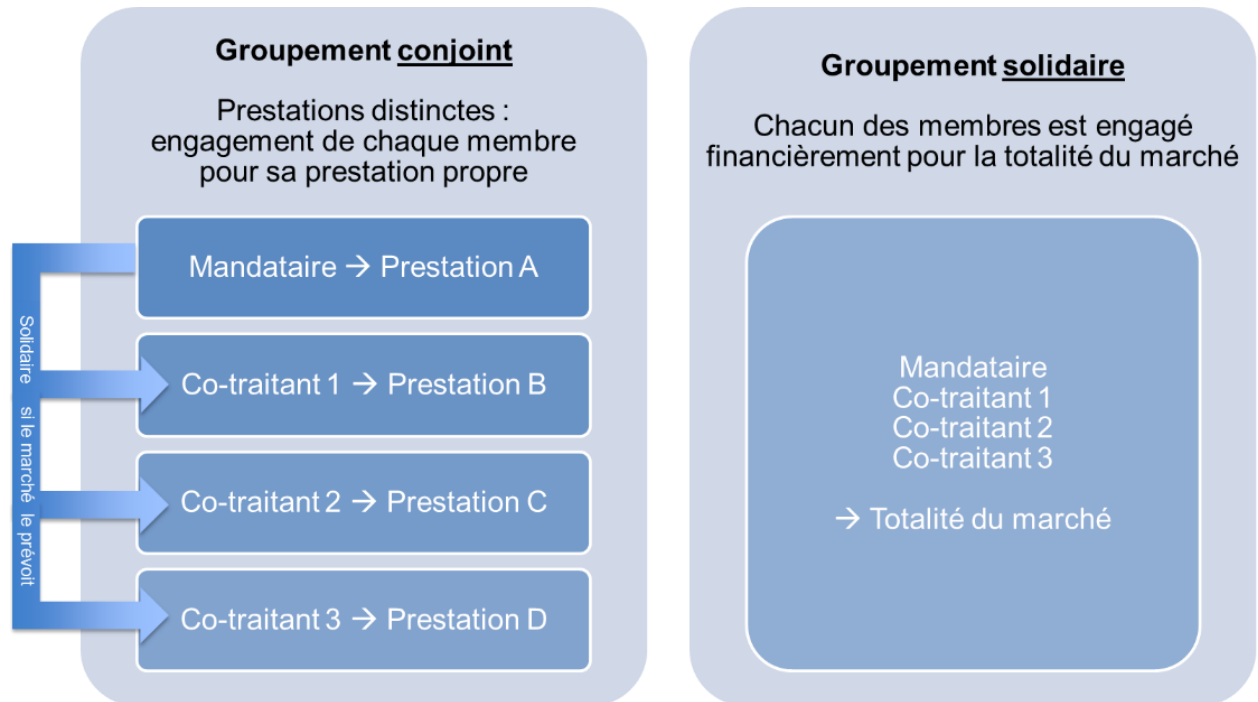 Groupement conjoint
Prestations distinctes :
engagement de chaque membre
pour sa prestation propre
Mandataire → Prestation A
Co-traitant 1 → Prestation B
Co-traitant 2 → Prestation C
Co-traitant 3 → Prestation D
Solidaire si le marché le prévoit
Groupement solidaire
Chacun des membres est engagé
financièrement pour la totalité du marché
Mandataire
Co-traitant 1
Co-traitant 2
Co-traitant 3
→ Totalité du marché